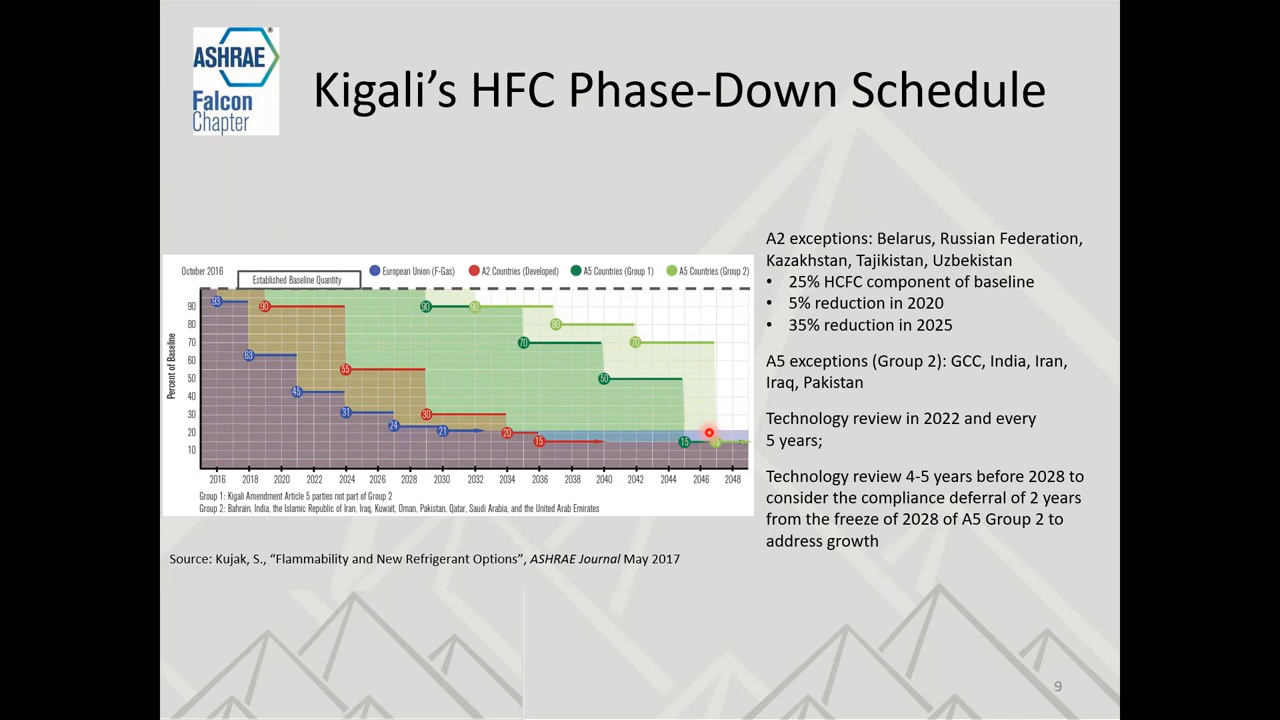 ASHRAE®
Falcon
Chapter
Kigali’s HFC Phase-Down Schedule
October 2016
Established Baseline Quantity
European Union (F-Gas)
A2 Countries (Developed)
A5 Countries (Group 1)
A5 Countries (Group 2)
Percent of Baseline
90
80
70
60
50
40
30
20
10
93
90
90
90
80
63
70
70
55
50
45
31
30
24
21
20
15
15
15
2016 2018 2020 2022 2024 2026 2028 2030 2032 2034 2036 2038 2040 2042 2044 2046 2048
Group 1: Kigali Amendment Article 5 parties not part of Group 2
Group 2: Bahrain, India, the Islamic Republic of Iran, Iraq, Kuwait, Oman, Pakistan, Qatar, Saudi Arabia, and the United Arab Emirates
Source: Kujak, S., “Flammability and New Refrigerant Options”, ASHRAE Journal May 2017
A2 exceptions: Belarus, Russian Federation,
Kazakhstan, Tajikistan, Uzbekistan
• 25% HCFC component of baseline
• 5% reduction in 2020
• 35% reduction in 2025
A5 exceptions (Group 2): GCC, India, Iran,
Iraq, Pakistan
Technology review in 2022 and every
5 years;
Technology review 4-5 years before 2028 to
consider the compliance deferral of 2 years
from the freeze of 2028 of A5 Group 2 to
address growth
9